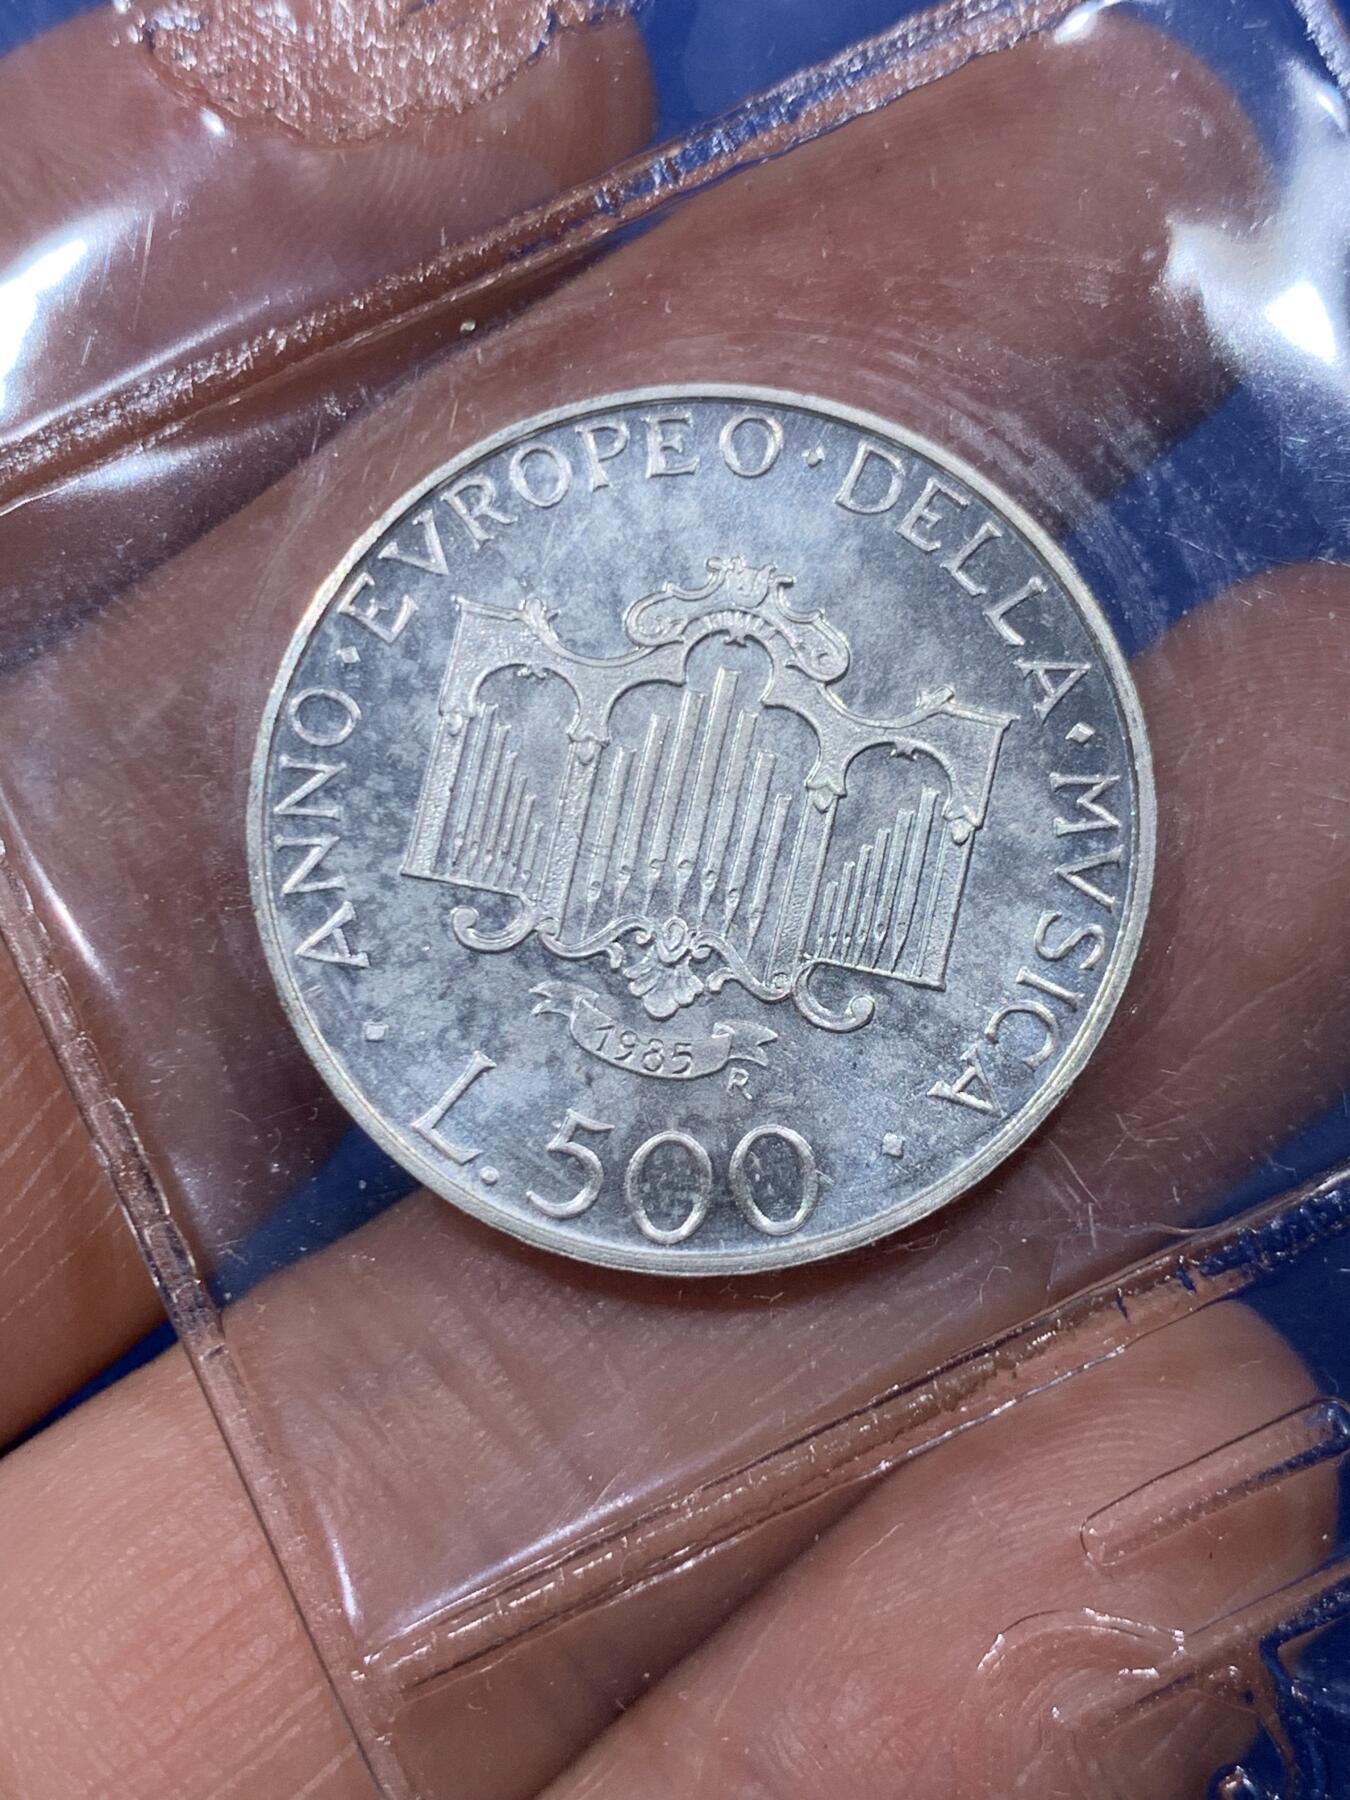 · ANNO · EVROPEO · DELLA · MVSICA ·
1985
R
L. 500